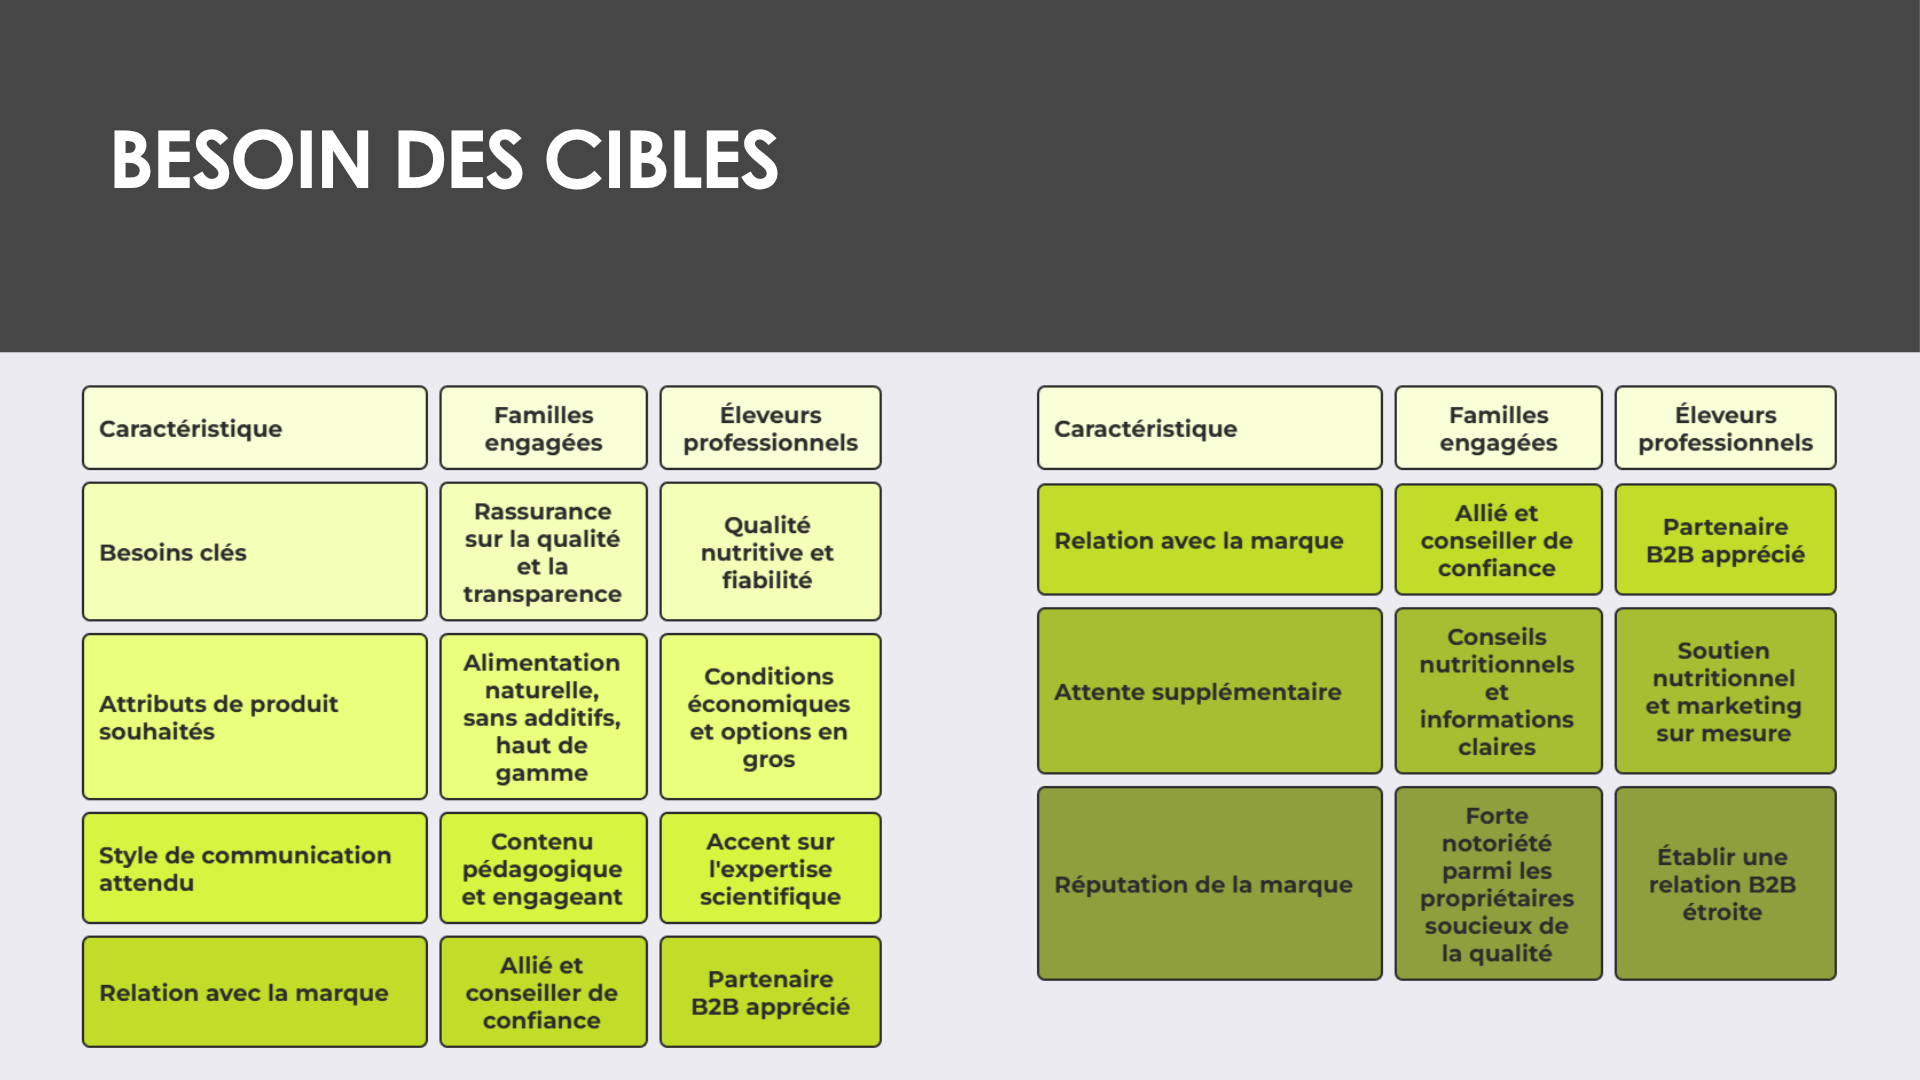 BESOIN DES CIBLES
Caractéristique
Familles
engagées
Éleveurs
professionnels
Besoins clés
Rassurance
sur la qualité
et la
transparence
Qualité
nutritive et
fiabilité
Attributs de produit
souhaités
Alimentation
naturelle,
sans additifs,
haut de
gamme
Conditions
économiques
et options en
gros
Style de communication
attendu
Contenu
pédagogique
et engageant
Accent sur
l'expertise
scientifique
Relation avec la marque
Allié et
conseiller de
confiance
Partenaire
B2B apprécié
Caractéristique
Familles
engagées
Éleveurs
professionnels
Relation avec la marque
Allié et
conseiller de
confiance
Partenaire
B2B apprécié
Attente supplémentaire
Conseils
nutritionnels
et
informations
claires
Soutien
nutritionnel
et marketing
sur mesure
Réputation de la marque
Forte
notoriété
parmi les
propriétaires
soucieux de
la qualité
Établir une
relation B2B
étroite